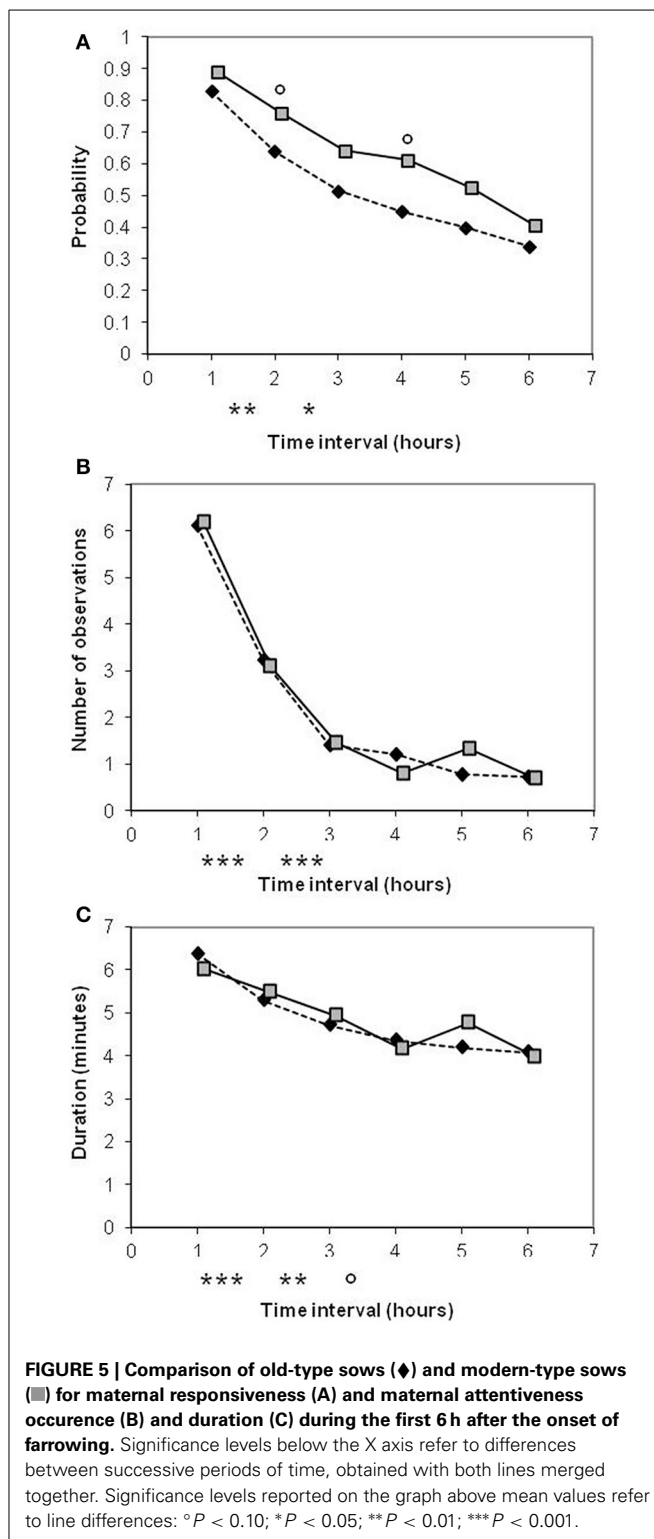 A
1
0.9
0.8
0.7
0.6
0.5
0.4
0.3
0.2
0.1
0
Probability
0 1 2 3 4 5 6 7
** *
Time interval (hours)
B
7
6
5
4
3
2
1
0
Number of observations
0 1 2 3 4 5 6 7
*** ***
Time interval (hours)
C
7
6
5
4
3
2
1
0
Duration (minutes)
0 1 2 3 4 5 6 7
*** ** °
Time interval (hours)
FIGURE 5 | Comparison of old-type sows (◆) and modern-type sows
(■) for maternal responsiveness (A) and maternal attentiveness
occurence (B) and duration (C) during the first 6 h after the onset of
farrowing. Significance levels below the X axis refer to differences
between successive periods of time, obtained with both lines merged
together. Significance levels reported on the graph above mean values refer
to line differences: °P < 0.10; *P < 0.05; **P < 0.01; ***P < 0.001.